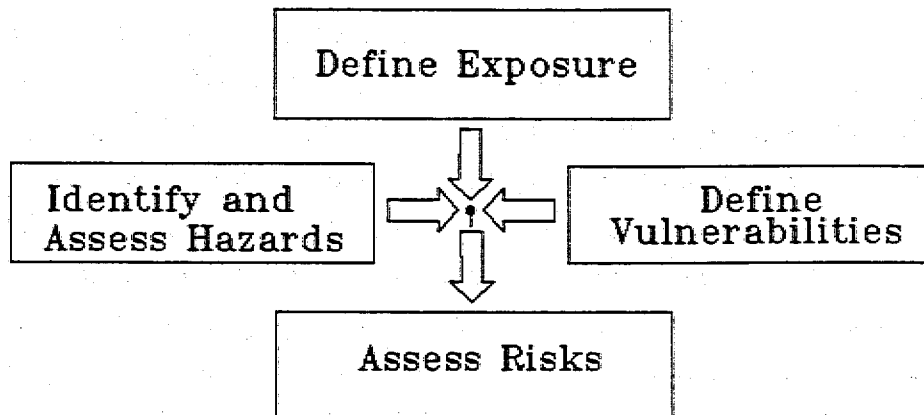 Define Exposure
Identify and
Assess Hazards
Define
Vulnerabilities
Assess Risks